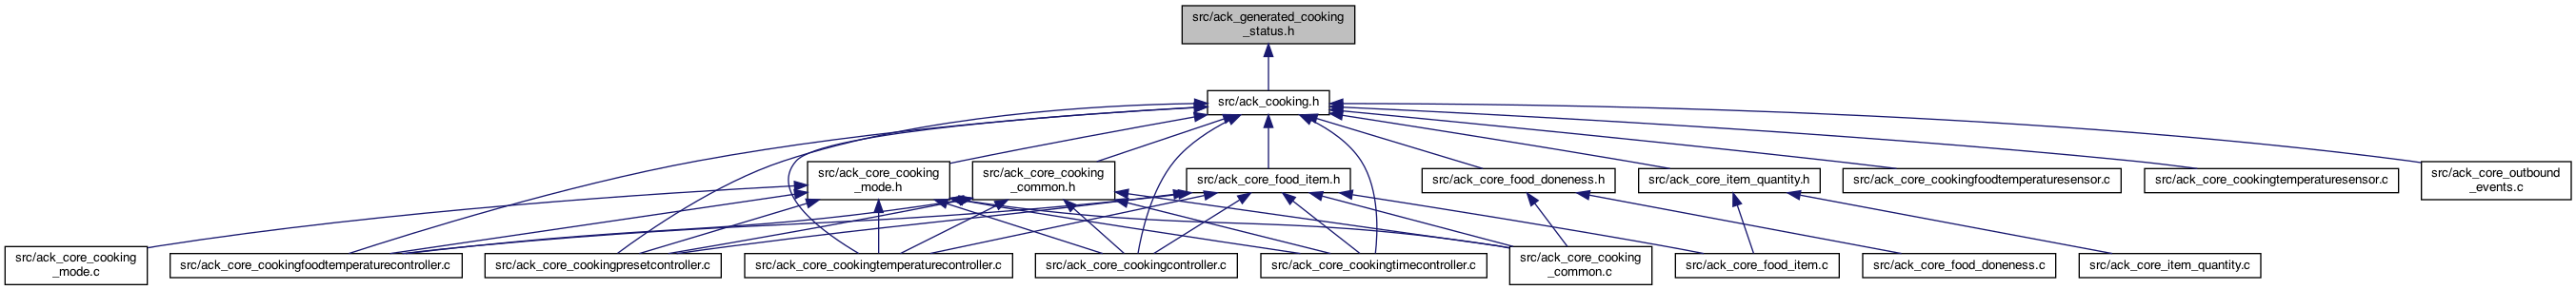 src/ack_generated_cooking
_status.h
src/ack_cooking.h
src/ack_core_cooking
_mode.h
src/ack_core_cooking
_common.h
src/ack_core_food_item.h
src/ack_core_food_doneness.h
src/ack_core_item_quantity.h
src/ack_core_cookingfoodtemperaturesensor.c
src/ack_core_cookingtemperaturesensor.c
src/ack_core_outbound
_events.c
src/ack_core_cooking
_mode.c
src/ack_core_cookingfoodtemperaturecontroller.c
src/ack_core_cookingpresetcontroller.c
src/ack_core_cookingtemperaturecontroller.c
src/ack_core_cookingcontroller.c
src/ack_core_cookingtimecontroller.c
src/ack_core_cooking
_common.c
src/ack_core_food_item.c
src/ack_core_food_doneness.c
src/ack_core_item_quantity.c